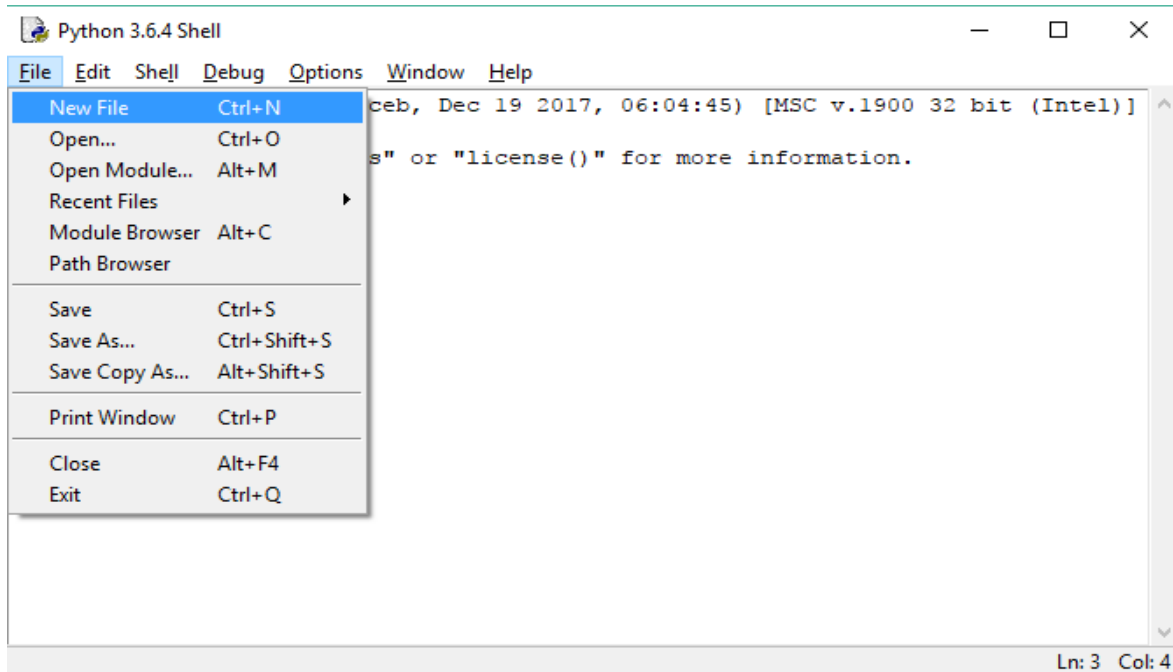 Python 3.6.4 Shell
File Edit Shell Debug Options Window Help
New File Ctrl+N
Open... Ctrl+O
Open Module... Alt+M
Recent Files
Module Browser Alt+C
Path Browser
Save Ctrl+S
Save As... Ctrl+Shift+S
Save Copy As... Alt+Shift+S
Print Window Ctrl+P
Close Alt+F4
Exit Ctrl+Q
ceb, Dec 19 2017, 06:04:45) [MSC v.1900 32 bit (Intel)]
s" or "license()" for more information.
Ln: 3 Col: 4